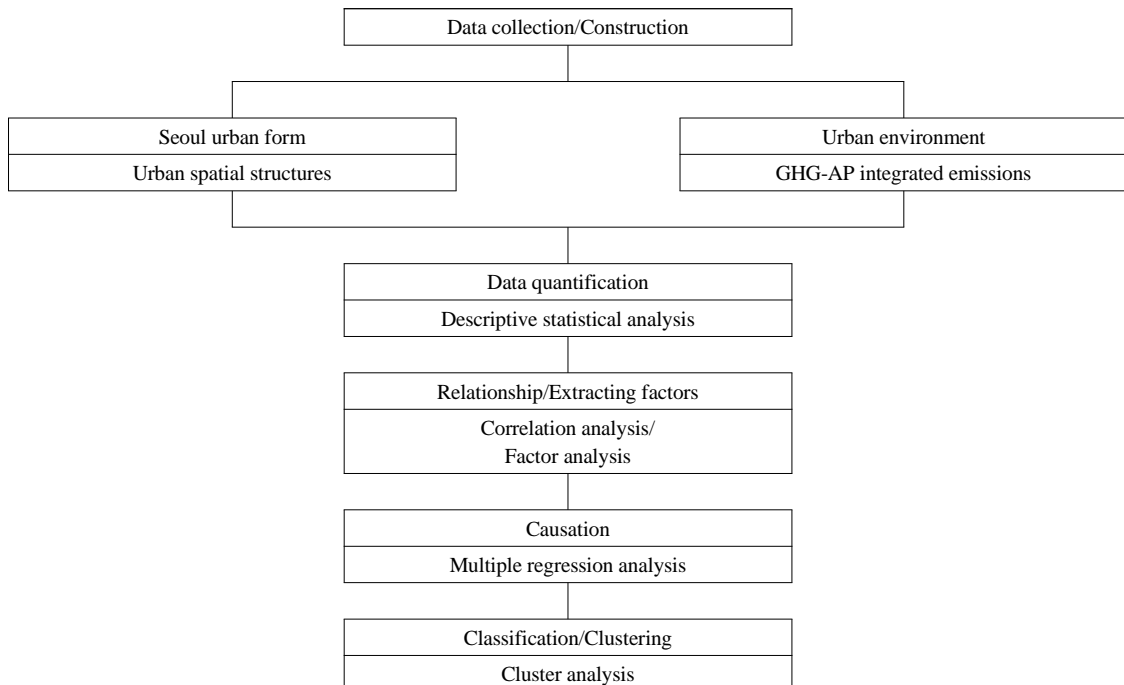 Data collection/Construction
Seoul urban form
Urban spatial structures
Urban environment
GHG-AP integrated emissions
Data quantification
Descriptive statistical analysis
Relationship/Extracting factors
Correlation analysis/
Factor analysis
Causation
Multiple regression analysis
Classification/Clustering
Cluster analysis